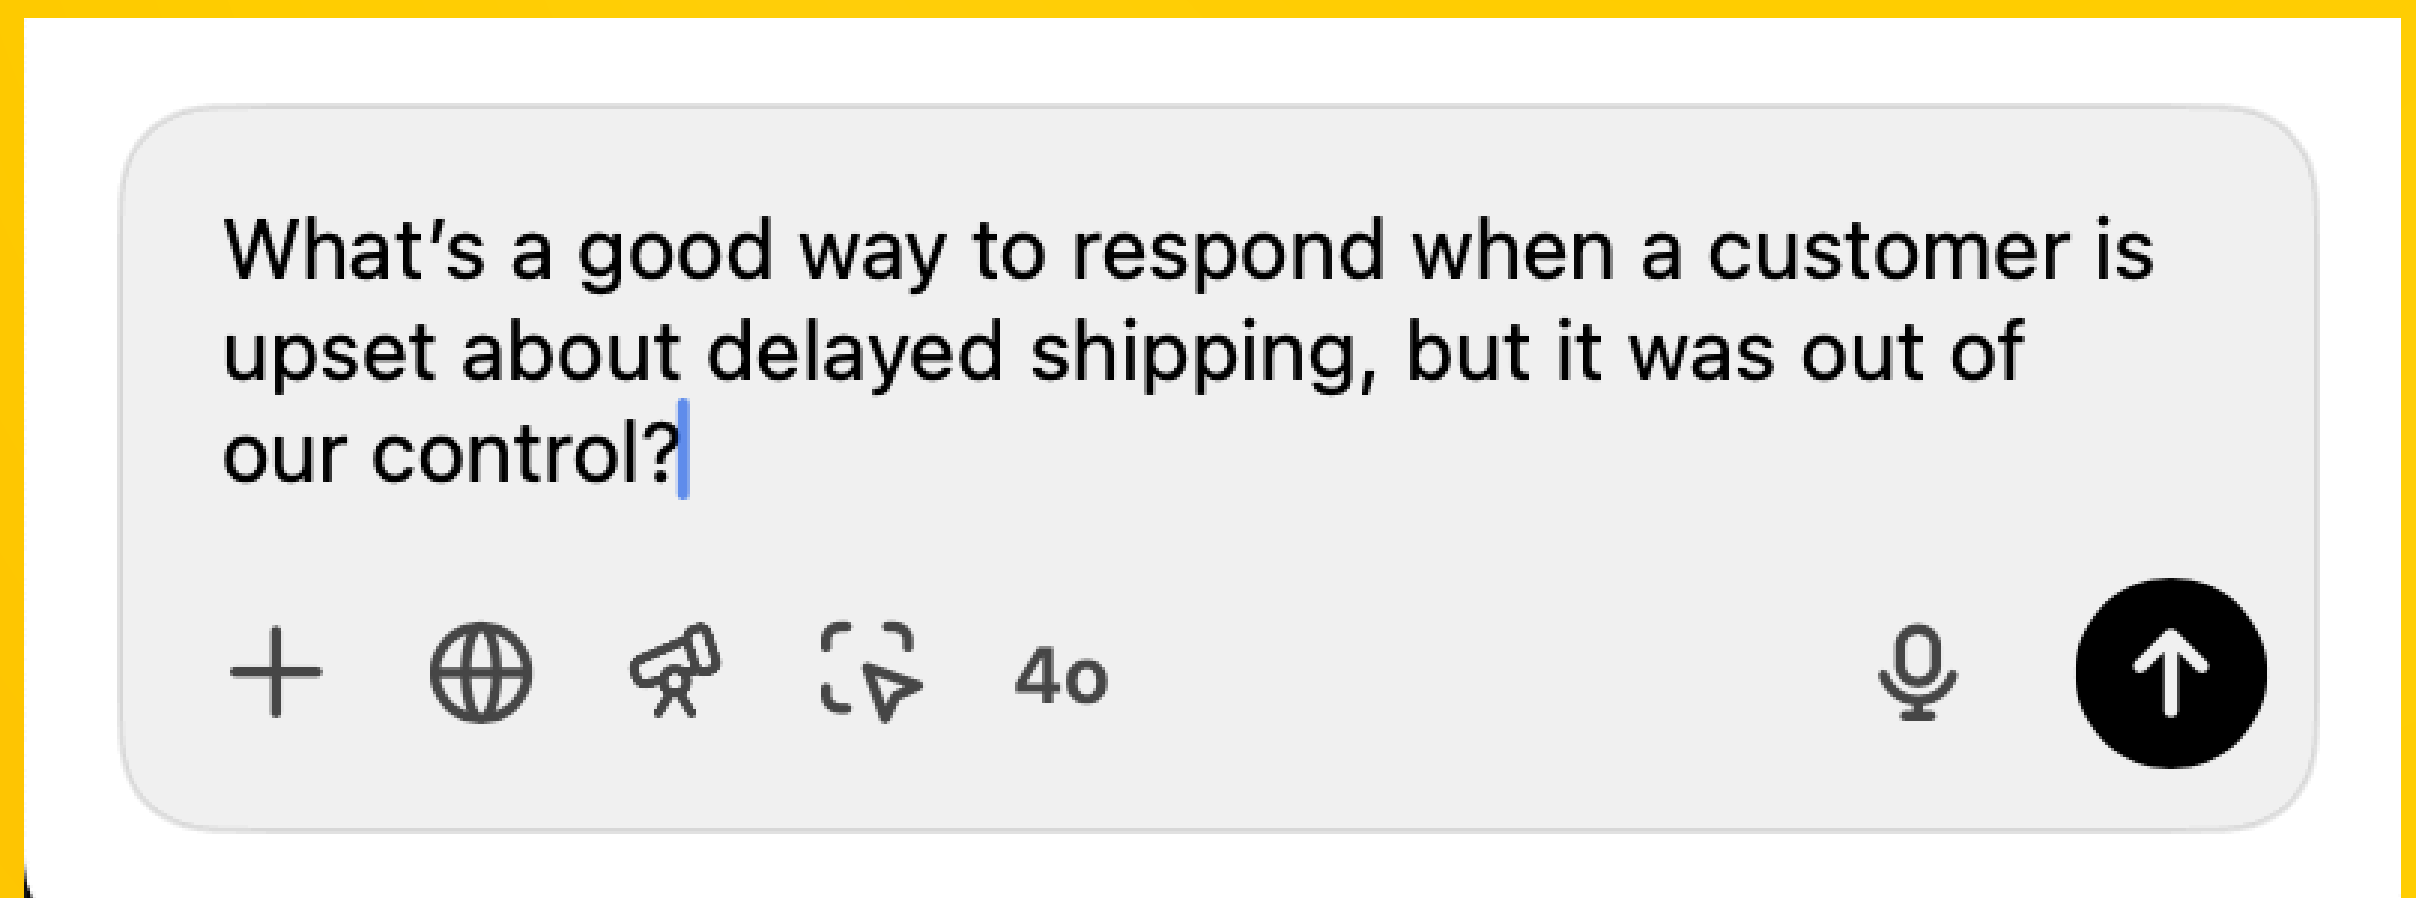 What’s a good way to respond when a customer is
upset about delayed shipping, but it was out of
our control?
4o